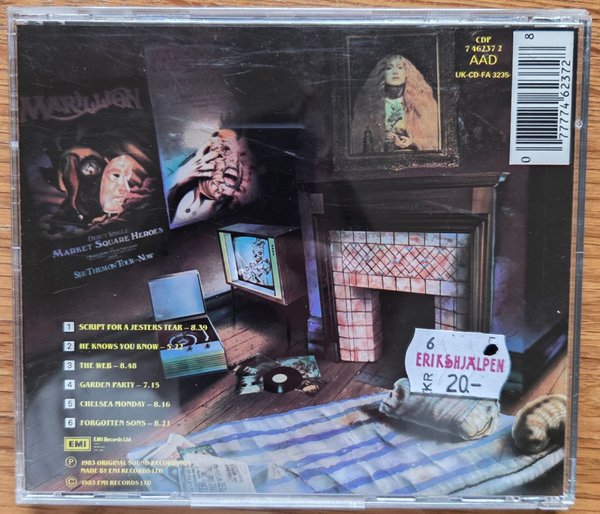 CDP
7 46237 2
AAD
UK-CD-FA 3235
8
0
77774 62372
MARILLION
DEBUT SINGLE
MARKET SQUARE HEROES
SEE THEM ON TOUR–NOW
1 SCRIPT FOR A JESTERS TEAR – 8.39
2 HE KNOWS YOU KNOW – 5:22
3 THE WEB – 8.48
4 GARDEN PARTY – 7.15
5 CHELSEA MONDAY – 8.16
6 FORGOTTEN SONS – 8.21
6
ERIKSHJÄLPEN
KR 20.-
EMI EMI Records Ltd.
Ⓟ 1983 ORIGINAL SOUND RECORDINGS
MADE BY EMI RECORDS LTD
© 1983 EMI RECORDS LTD